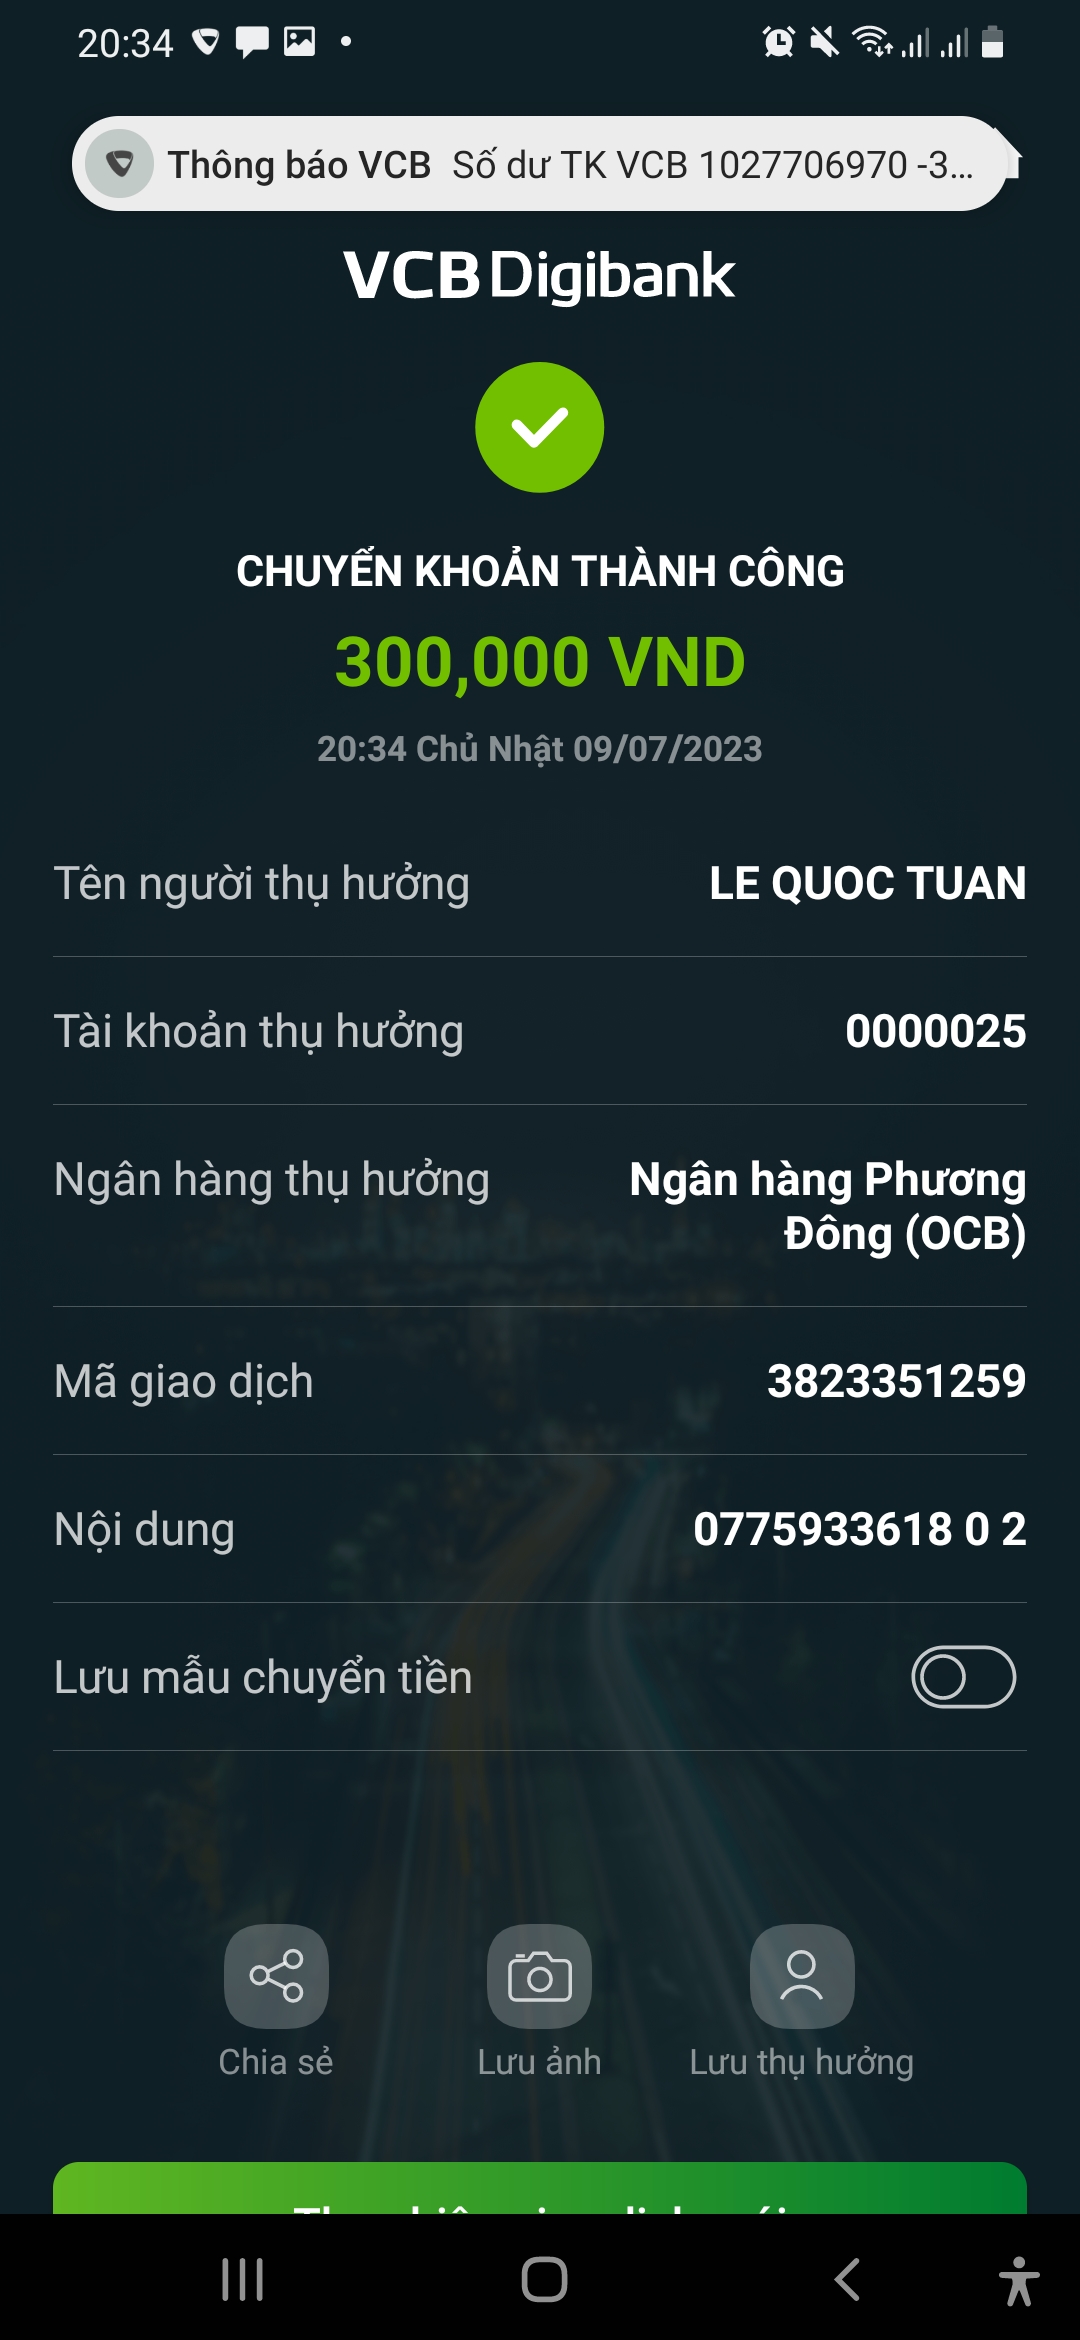 20:34
Thông báo VCB Số dư TK VCB 1027706970 -3...
VCB Digibank
CHUYỂN KHOẢN THÀNH CÔNG
300,000 VND
20:34 Chủ Nhật 09/07/2023
Tên người thụ hưởng LE QUOC TUAN
Tài khoản thụ hưởng 0000025
Ngân hàng thụ hưởng Ngân hàng Phương
Đông (OCB)
Mã giao dịch 3823351259
Nội dung 0775933618 0 2
Lưu mẫu chuyển tiền
Chia sẻ Lưu ảnh Lưu thụ hưởng